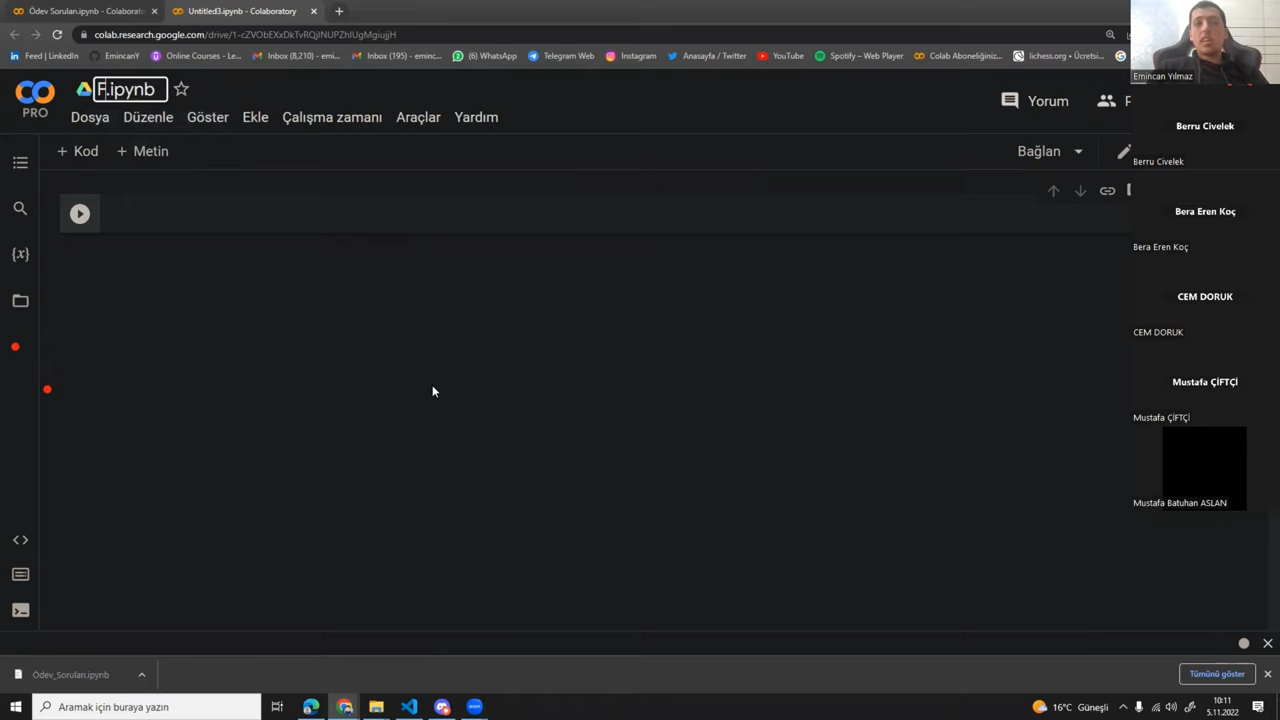 Ödev Soruları.ipynb - Colaborato
Untitled3.ipynb - Colaboratory
colab.research.google.com/drive/1-cZVObEXxDkTvRQjlNUPZhlUgMgiujjH
Feed | LinkedIn
EmincanY
Online Courses - Le...
Inbox (8,210) - emi...
Inbox (195) - eminc...
(6) WhatsApp
Telegram Web
Instagram
Anasayfa / Twitter
YouTube
Spotify – Web Player
Colab Aboneliğiniz...
lichess.org • Ücretsi...
F.ipynb
PRO
Yorum
Dosya Düzenle Göster Ekle Çalışma zamanı Araçlar Yardım
+ Kod + Metin
Bağlan
Emincan Yılmaz
Berru Civelek
Berru Civelek
Bera Eren Koç
Bera Eren Koç
CEM DORUK
CEM DORUK
Mustafa ÇİFTÇİ
Mustafa ÇİFTÇİ
Mustafa Batuhan ASLAN
Ödev_Soruları.ipynb
Tümünü göster
Aramak için buraya yazın
16°C Güneşli
10:11
5.11.2022